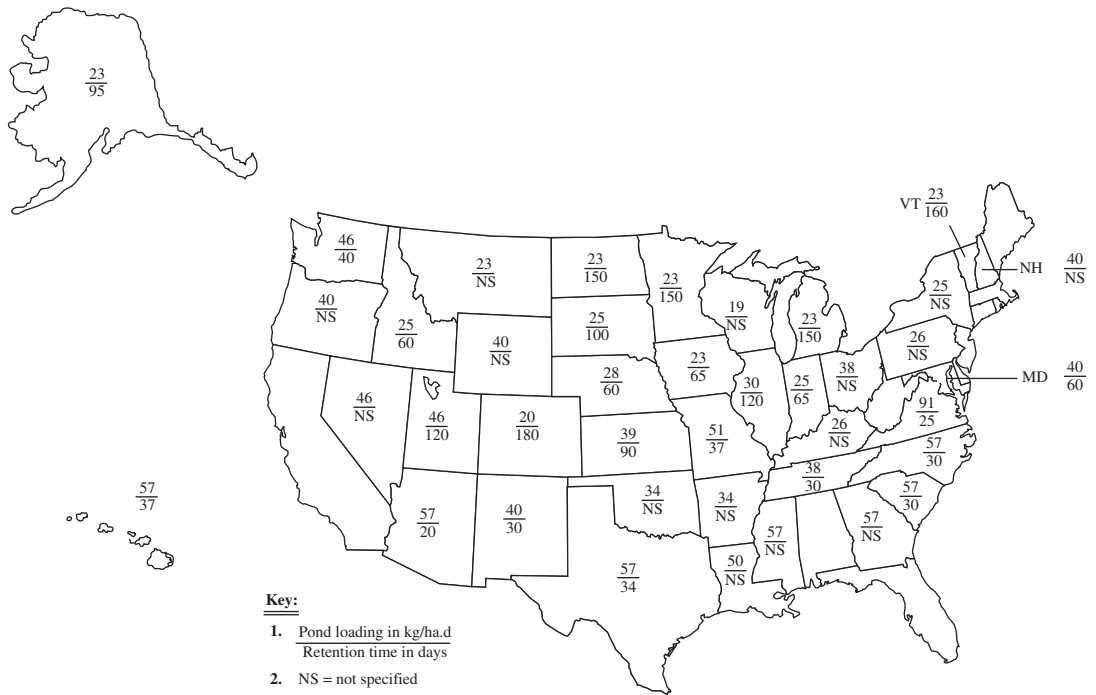 23
95
VT 23
160
46
40
23
NS
23
150
23
150
NH 40
NS
40
NS
25
60
25
100
19
NS
23
150
25
NS
40
NS
28
60
23
65
26
NS
MD 40
60
46
NS
46
120
20
180
39
90
51
37
30
120
25
65
38
NS
26
NS
91
25
57
30
38
30
57
37
57
20
40
30
34
NS
34
NS
57
NS
57
NS
57
30
57
34
50
NS
Key:
1. Pond loading in kg/ha.d
Retention time in days
2. NS = not specified